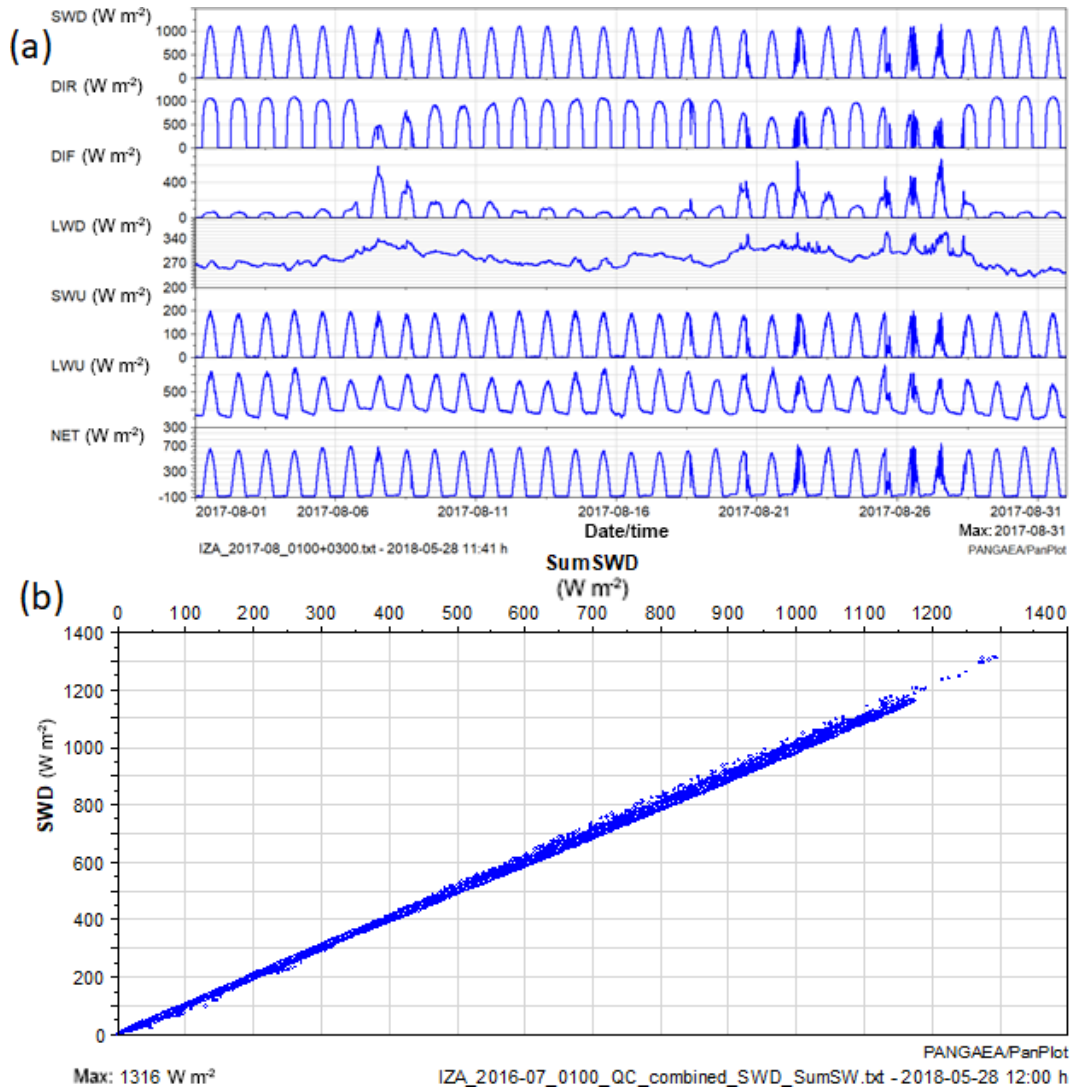 (a)
SWD (W m-2)
1000
500
0
DIR (W m-2)
1000
500
0
DIF (W m-2)
400
0
LWD (W m-2)
340
270
200
SWU (W m-2)
200
100
0
LWU (W m-2)
500
300
NET (W m-2)
700
300
-100
2017-08-01 2017-08-06 2017-08-11 2017-08-16 2017-08-21 2017-08-26 2017-08-31
Date/time
Max: 2017-08-31
IZA_2017-08_0100+0300.txt - 2018-05-28 11:41 h
PANGAEA/PanPlot
(b)
SumSWD
(W m-2)
0 100 200 300 400 500 600 700 800 900 1000 1100 1200 1400
1400
1200
1000
800
600
400
200
0
SWD (W m-2)
PANGAEA/PanPlot
Max: 1316 W m-2
IZA_2016-07_0100_QC_combined_SWD_SumSW.txt - 2018-05-28 12:00 h